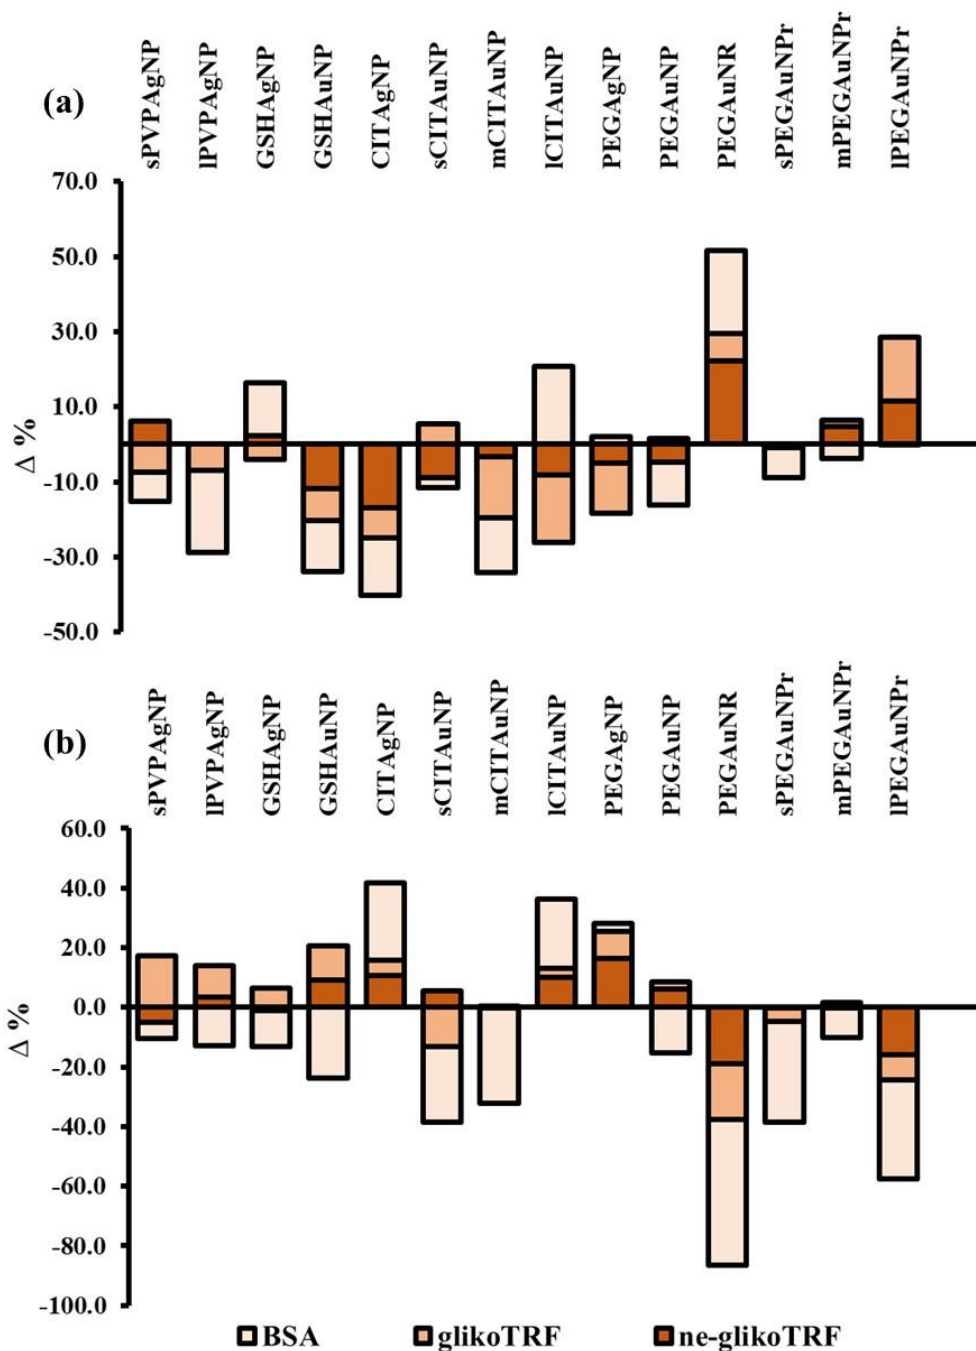 (a)
sPVPAgNP
lPVPAgNP
GSHAgNP
GSHAuNP
CITAgNP
sCITAuNP
mCITAuNP
lCITAuNP
PEGAgNP
PEGAuNP
PEGAuNR
sPEGAuNPr
mPEGAuNPr
lPEGAuNPr
70.0
50.0
30.0
10.0
-10.0
-30.0
-50.0
Δ %
(b)
sPVPAgNP
lPVPAgNP
GSHAgNP
GSHAuNP
CITAgNP
sCITAuNP
mCITAuNP
lCITAuNP
PEGAgNP
PEGAuNP
PEGAuNR
sPEGAuNPr
mPEGAuNPr
lPEGAuNPr
60.0
40.0
20.0
0.0
-20.0
-40.0
-60.0
-80.0
-100.0
Δ %
BSA glikoTRF ne-glikoTRF